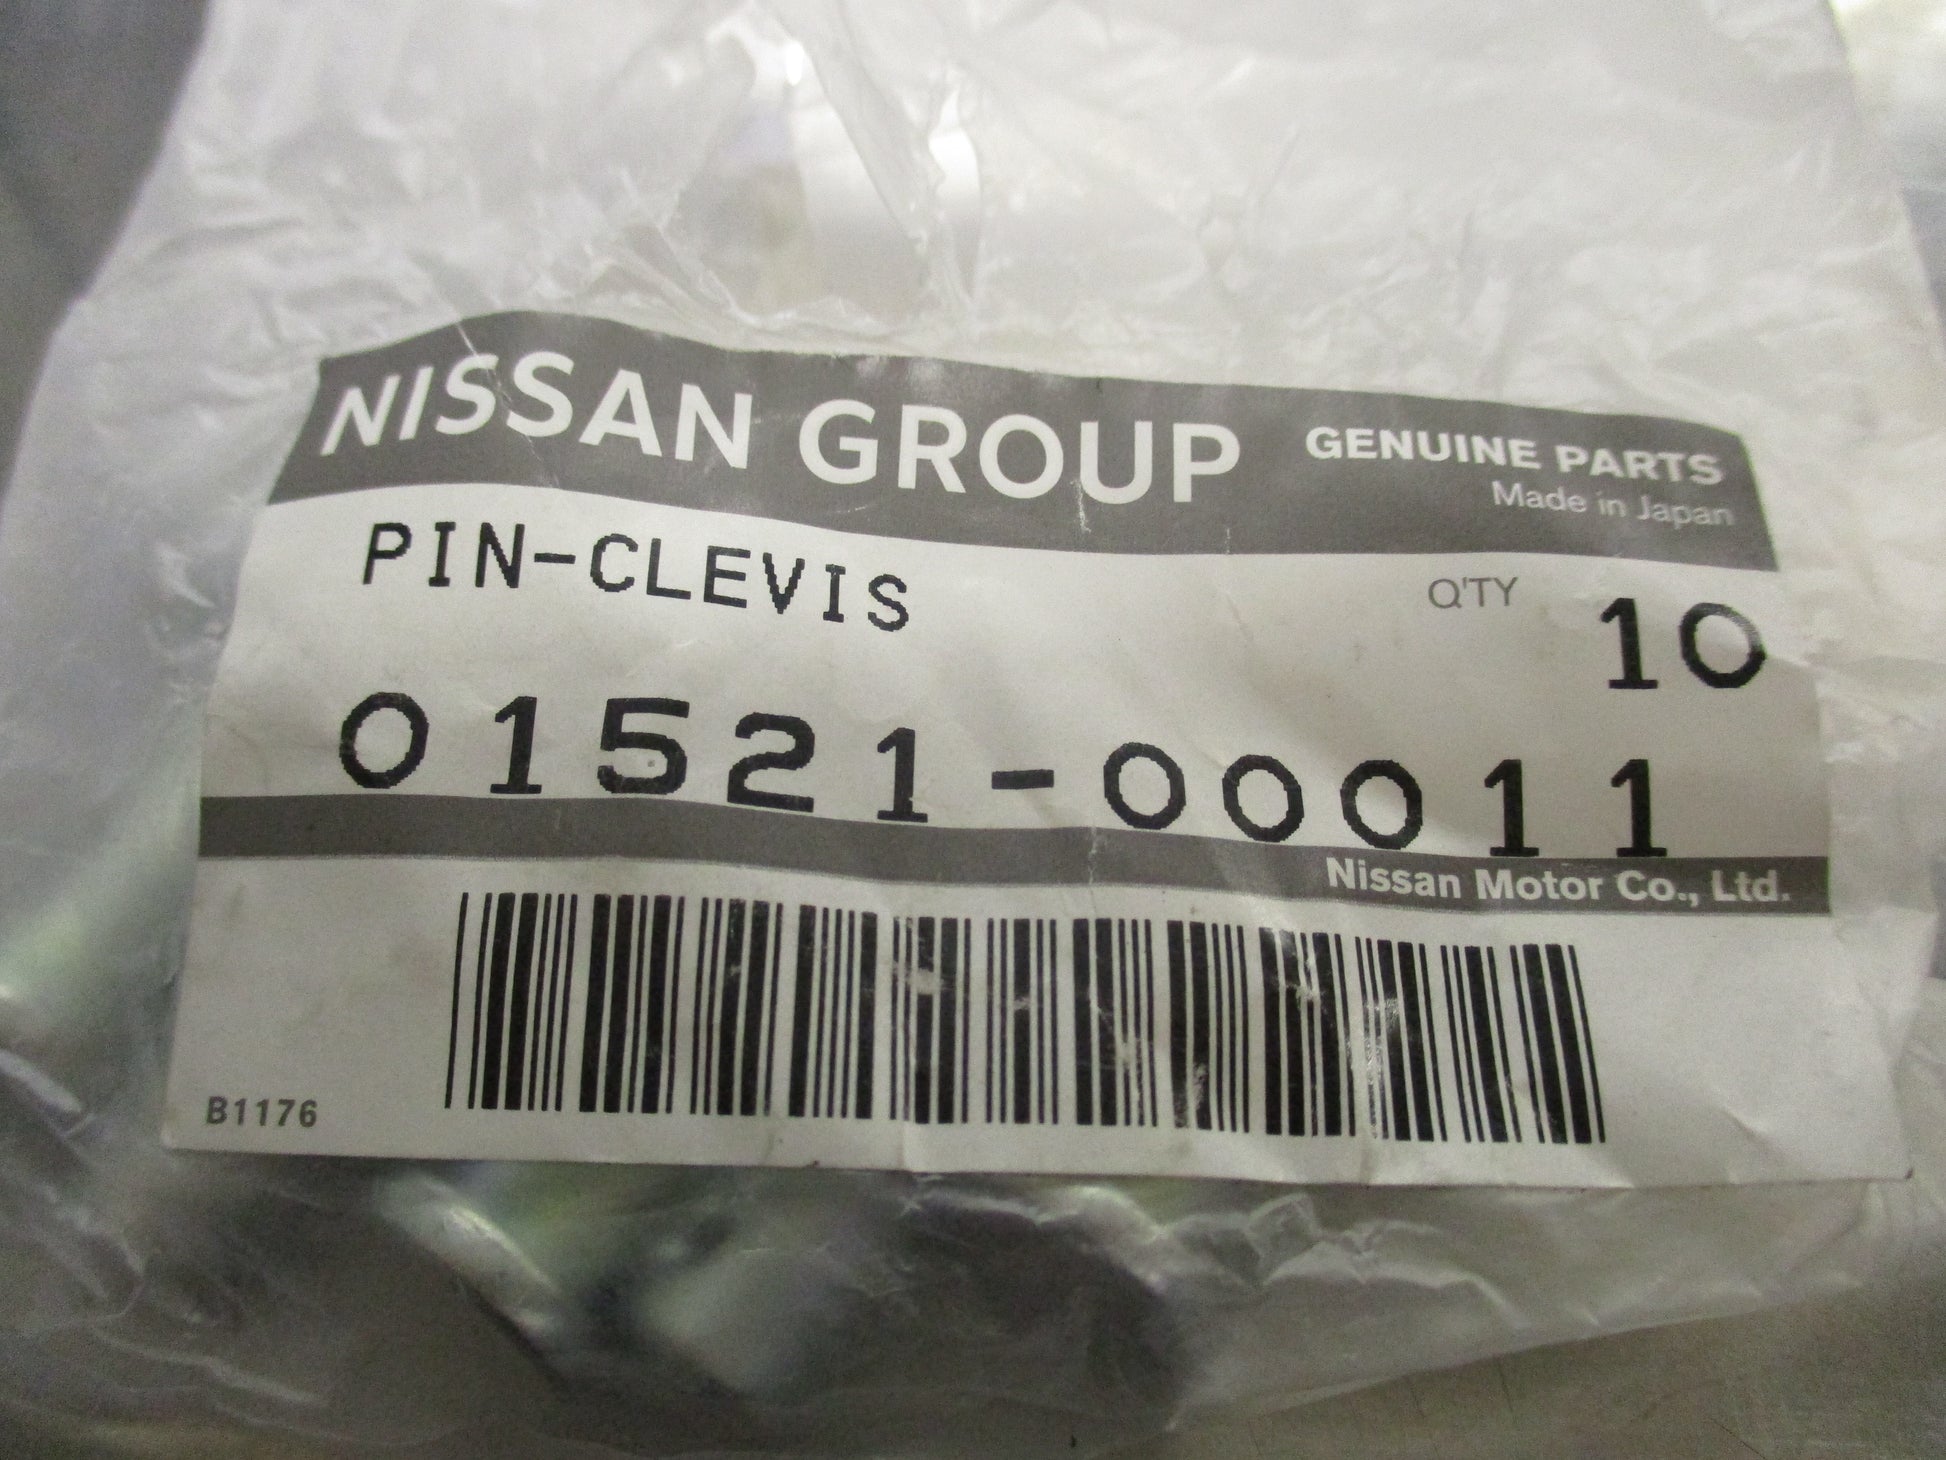 NISSAN GROUP GENUINE PARTS
Made in Japan
PIN-CLEVIS
Q'TY 10
01521-00011
Nissan Motor Co., Ltd.
B1176